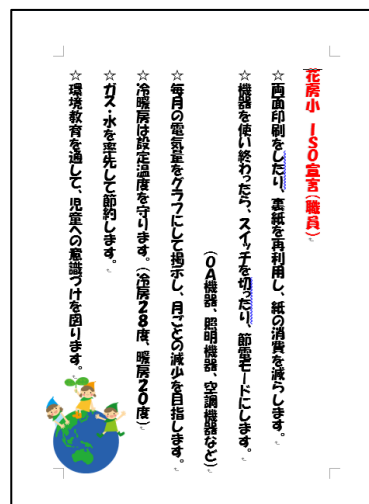 花房小　ＩＳＯ宣言（職員）
☆両面印刷をしたり、裏紙を再利用し、紙の消費を減らします。
☆機器を使い終わったら、スイッチを切ったり、節電モードにします。
（ＯＡ機器、照明機器、空調機器など）
☆毎月の電気量をグラフにして掲示し、月ごとの減少を目指します。
☆冷暖房は設定温度を守ります。（冷房２８度、暖房２０度）
☆ガス・水を率先して節約します。
☆環境教育を通して、児童への意識づけを図ります。